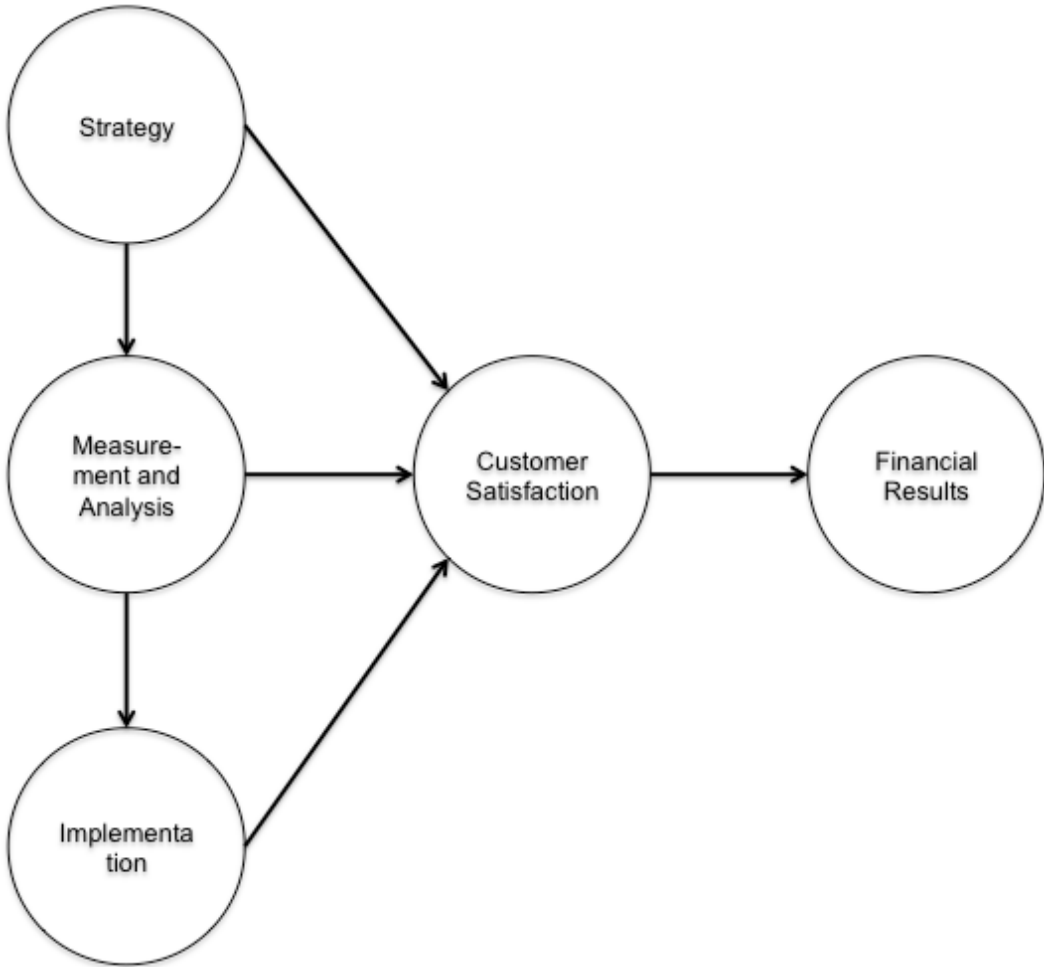 Strategy
Measure-
ment and
Analysis
Customer
Satisfaction
Financial
Results
Implementa
tion